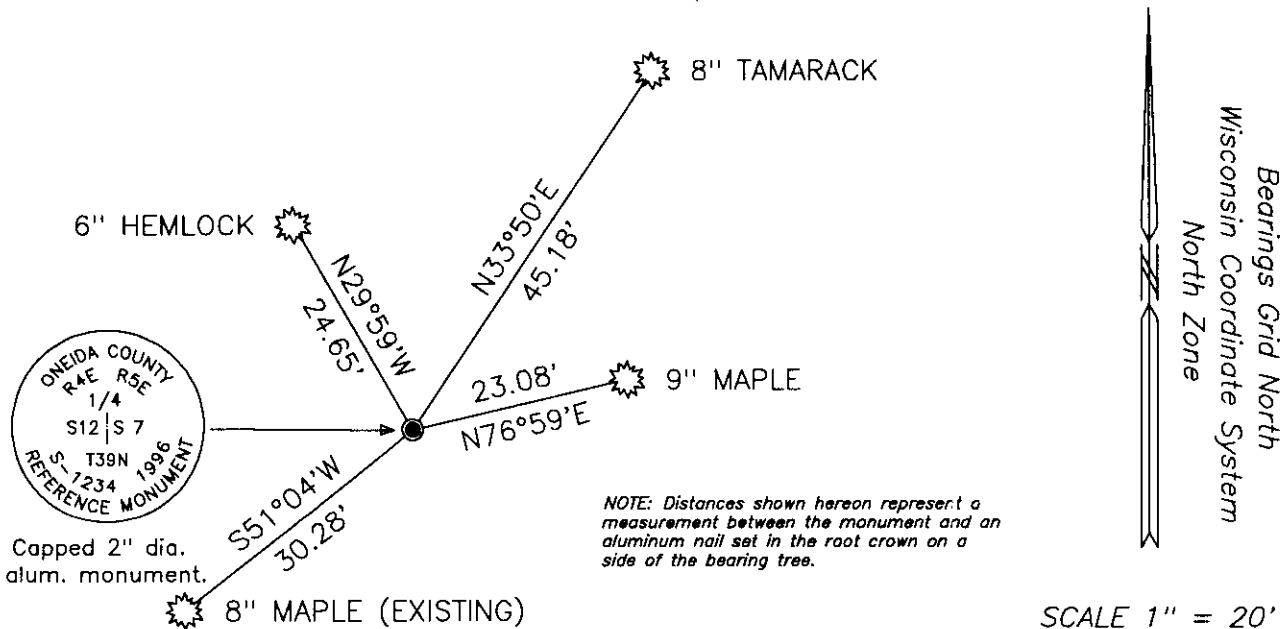 8" TAMARACK
6" HEMLOCK
N33°50'E
45.18'
N29°59'W
24.65'
23.08'
N76°59'E
9" MAPLE
ONEIDA COUNTY
R4E R5E
1/4
S12 S 7
T39N
S-1234 1996
REFERENCE MONUMENT
Capped 2" dia.
alum. monument.
S51°04'W
30.28'
8" MAPLE (EXISTING)
NOTE: Distances shown hereon represent a
measurement between the monument and an
aluminum nail set in the root crown on a
side of the bearing tree.
Bearings Grid North
Wisconsin Coordinate System
North Zone
SCALE 1" = 20'